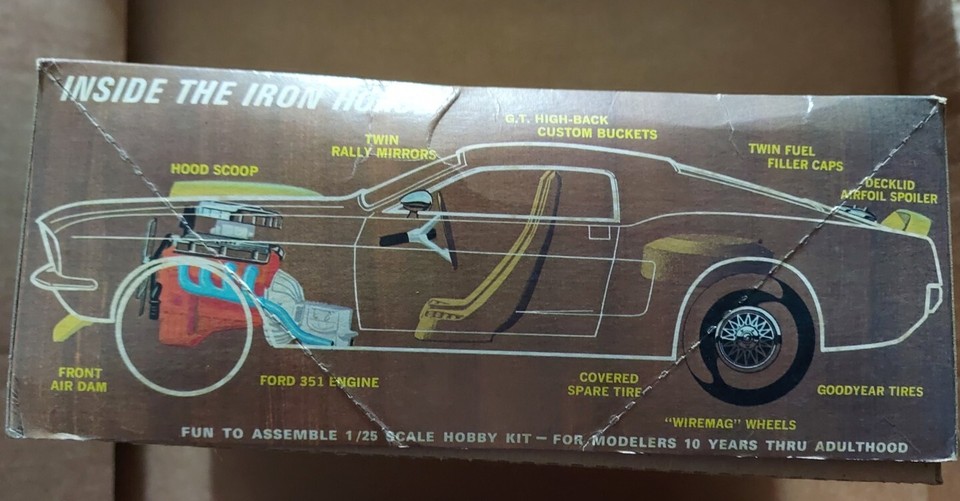 INSIDE THE IRON
G.T. HIGH-BACK
CUSTOM BUCKETS
TWIN
RALLY MIRRORS
TWIN FUEL
FILLER CAPS
HOOD SCOOP
DECKLID
AIRFOIL SPOILER
FRONT
AIR DAM
FORD 351 ENGINE
COVERED
SPARE TIRE
GOODYEAR TIRES
"WIREMAG" WHEELS
FUN TO ASSEMBLE 1/25 SCALE HOBBY KIT — FOR MODELERS 10 YEARS THRU ADULTHOOD